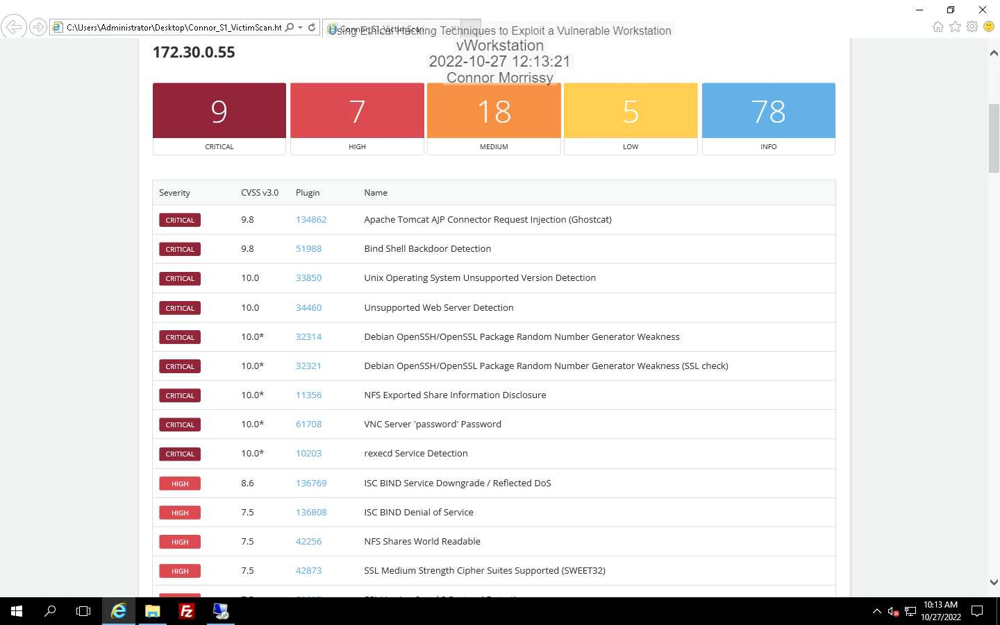 C:\Users\Administrator\Desktop\Connor_S1_VictimScan.ht
Connor_S1_VictimScan
Using Ethical Hacking Techniques to Exploit a Vulnerable Workstation
vWorkstation
2022-10-27 12:13:21
Connor Morrissy
172.30.0.55
9 7 18 5 78
CRITICAL HIGH MEDIUM LOW INFO
Severity CVSS v3.0 Plugin Name
CRITICAL 9.8 134862 Apache Tomcat AJP Connector Request Injection (Ghostcat)
CRITICAL 9.8 51988 Bind Shell Backdoor Detection
CRITICAL 10.0 33850 Unix Operating System Unsupported Version Detection
CRITICAL 10.0 34460 Unsupported Web Server Detection
CRITICAL 10.0* 32314 Debian OpenSSH/OpenSSL Package Random Number Generator Weakness
CRITICAL 10.0* 32321 Debian OpenSSH/OpenSSL Package Random Number Generator Weakness (SSL check)
CRITICAL 10.0* 11356 NFS Exported Share Information Disclosure
CRITICAL 10.0* 61708 VNC Server 'password' Password
CRITICAL 10.0* 10203 rexecd Service Detection
HIGH 8.6 136769 ISC BIND Service Downgrade / Reflected DoS
HIGH 7.5 136808 ISC BIND Denial of Service
HIGH 7.5 42256 NFS Shares World Readable
HIGH 7.5 42873 SSL Medium Strength Cipher Suites Supported (SWEET32)
10:13 AM
10/27/2022